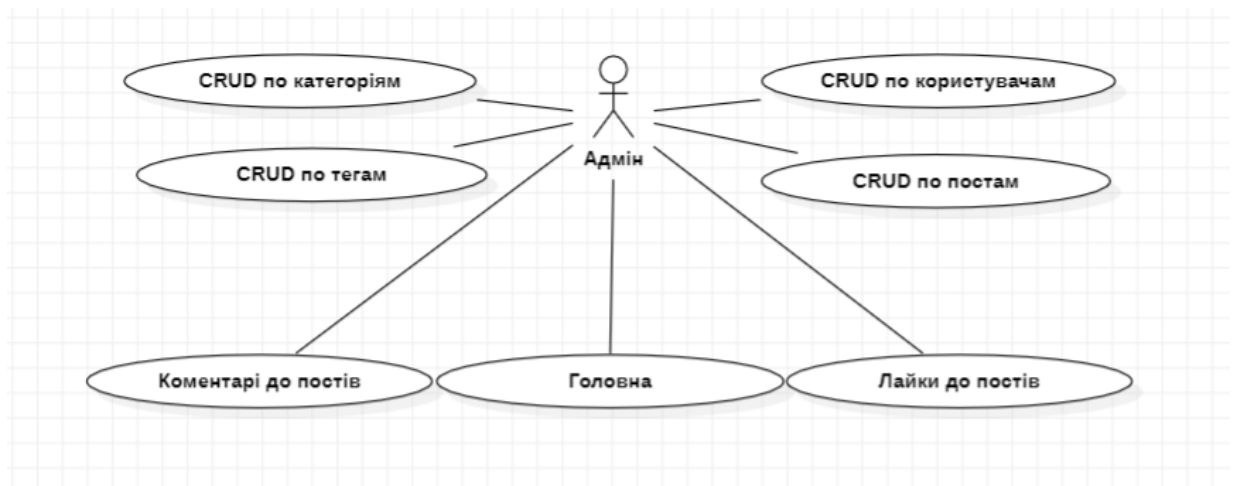 CRUD по категоріям
CRUD по користувачам
Адмін
CRUD по тегам
CRUD по постам
Коментарі до постів
Головна
Лайки до постів